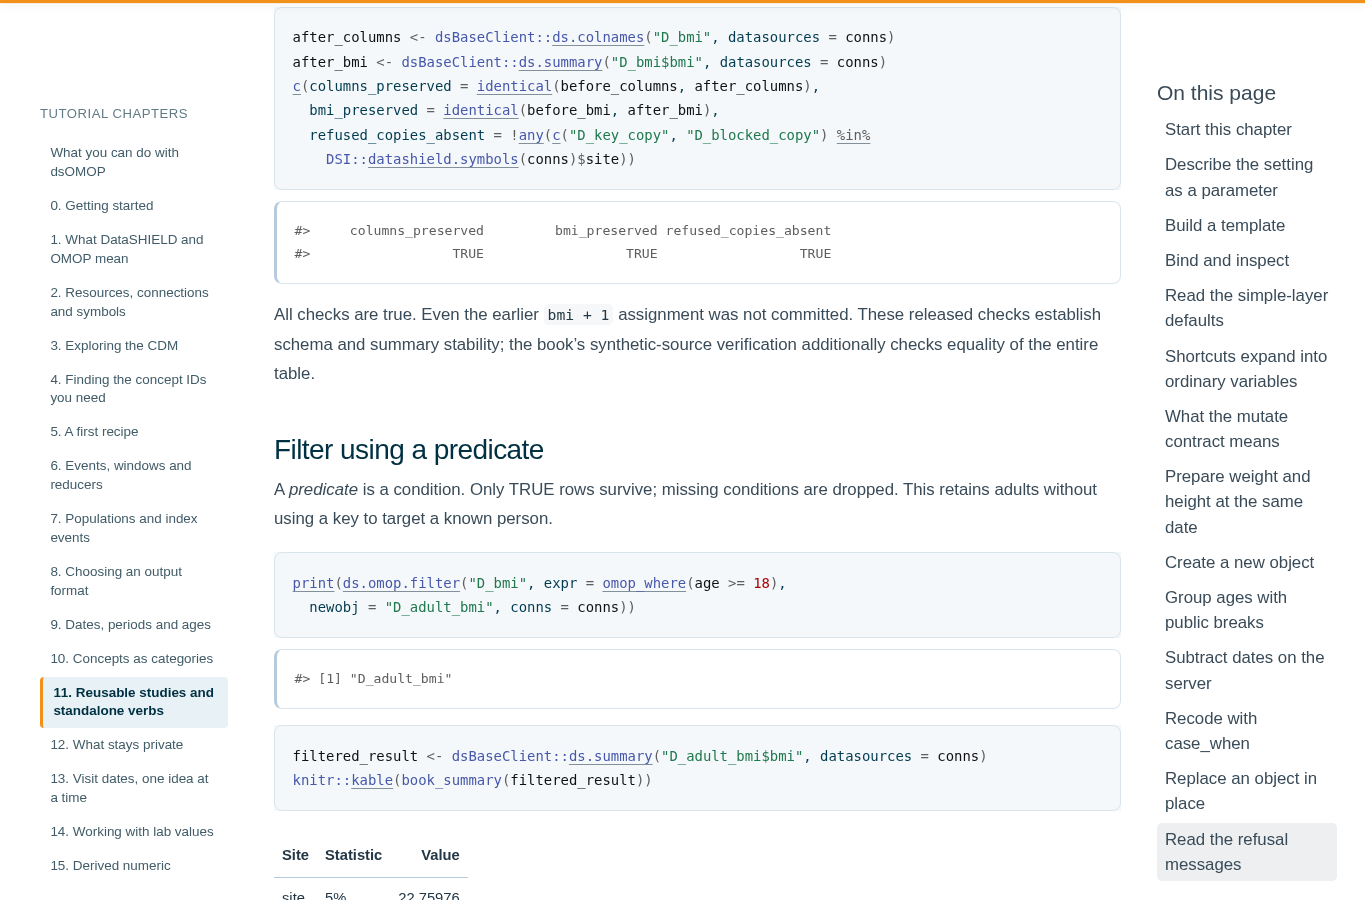 TUTORIAL CHAPTERS
What you can do with
dsOMOP
0. Getting started
1. What DataSHIELD and
OMOP mean
2. Resources, connections
and symbols
3. Exploring the CDM
4. Finding the concept IDs
you need
5. A first recipe
6. Events, windows and
reducers
7. Populations and index
events
8. Choosing an output
format
9. Dates, periods and ages
10. Concepts as categories
11. Reusable studies and
standalone verbs
12. What stays private
13. Visit dates, one idea at
a time
14. Working with lab values
15. Derived numeric
after_columns <- dsBaseClient::ds.colnames("D_bmi", datasources = conns)
after_bmi <- dsBaseClient::ds.summary("D_bmi$bmi", datasources = conns)
c(columns_preserved = identical(before_columns, after_columns),
  bmi_preserved = identical(before_bmi, after_bmi),
  refused_copies_absent = !any(c("D_key_copy", "D_blocked_copy") %in%
    DSI::datashield.symbols(conns)$site))
#>     columns_preserved         bmi_preserved refused_copies_absent
#>                  TRUE                  TRUE                  TRUE
All checks are true. Even the earlier bmi + 1 assignment was not committed. These released checks establish
schema and summary stability; the book’s synthetic-source verification additionally checks equality of the entire
table.
Filter using a predicate
A predicate is a condition. Only TRUE rows survive; missing conditions are dropped. This retains adults without
using a key to target a known person.
print(ds.omop.filter("D_bmi", expr = omop_where(age >= 18),
  newobj = "D_adult_bmi", conns = conns))
#> [1] "D_adult_bmi"
filtered_result <- dsBaseClient::ds.summary("D_adult_bmi$bmi", datasources = conns)
knitr::kable(book_summary(filtered_result))
Site Statistic Value
site 5% 22.75976
On this page
Start this chapter
Describe the setting
as a parameter
Build a template
Bind and inspect
Read the simple-layer
defaults
Shortcuts expand into
ordinary variables
What the mutate
contract means
Prepare weight and
height at the same
date
Create a new object
Group ages with
public breaks
Subtract dates on the
server
Recode with
case_when
Replace an object in
place
Read the refusal
messages